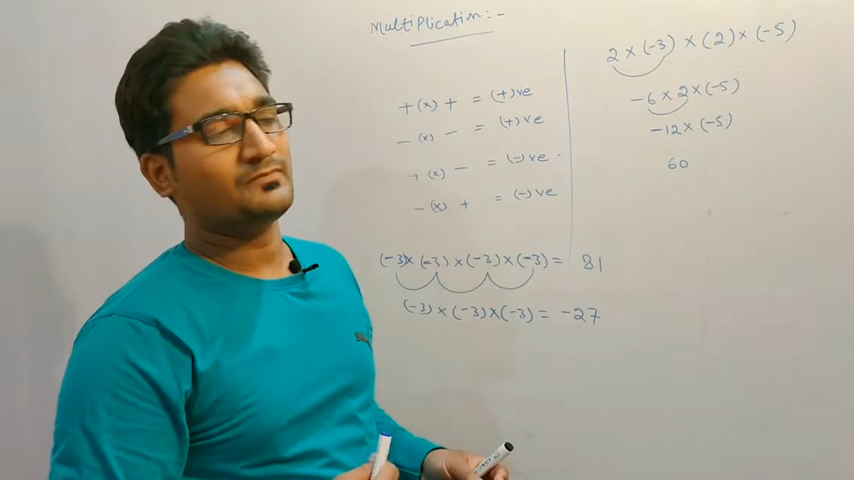 Multiplication:-
+ (x) + = (+)ve
- (x) - = (+)ve
+ (x) - = (-)ve
- (x) + = (-)ve
(-3)× (-3) × (-3) × (-3) = 81
(-3) × (-3) × (-3) = -27
2 × (-3) × (2) × (-5)
-6 × 2 × (-5)
-12 × (-5)
60